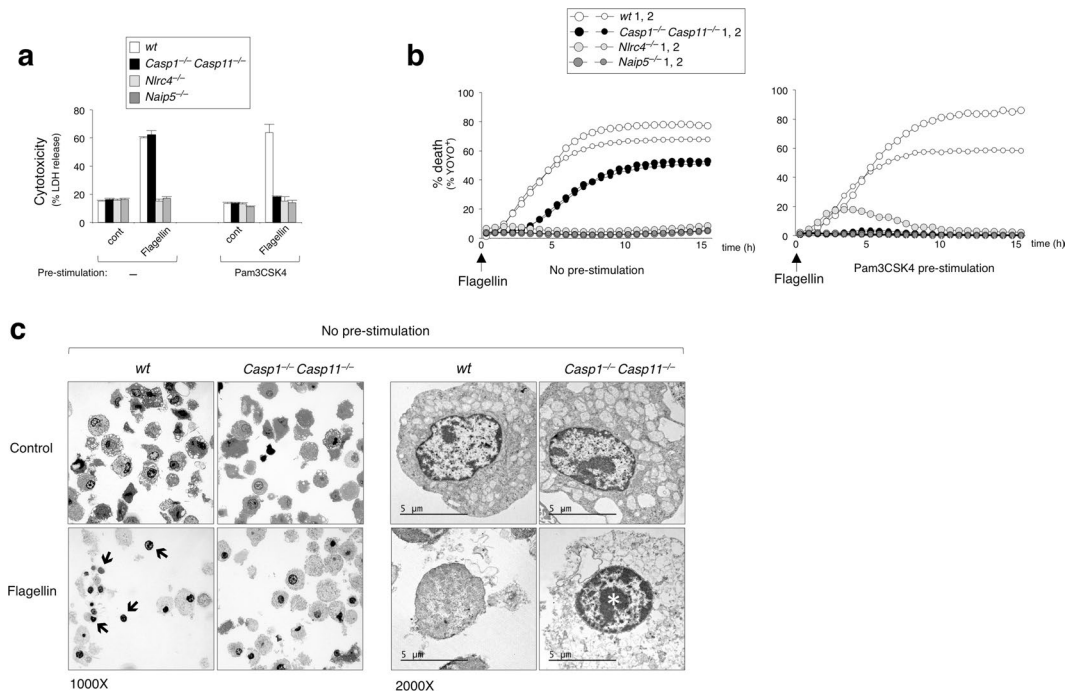 a
wt
Casp1–/– Casp11–/–
Nlrc4–/–
Naip5–/–
Cytotoxicity
(% LDH release)
80
60
40
20
0
cont
Flagellin
cont
Flagellin
Pre-stimulation:
–
Pam3CSK4
b
wt 1, 2
Casp1–/– Casp11–/– 1, 2
Nlrc4–/– 1, 2
Naip5–/– 1, 2
% death
(% YOYO+)
100
80
60
40
20
0
0
5
10
15
time (h)
Flagellin
No pre-stimulation
100
80
60
40
20
0
0
5
10
15
time (h)
Flagellin
Pam3CSK4 pre-stimulation
c
No pre-stimulation
wt
Casp1–/– Casp11–/–
wt
Casp1–/– Casp11–/–
Control
5 µm
5 µm
Flagellin
*
5 µm
5 µm
1000X
2000X